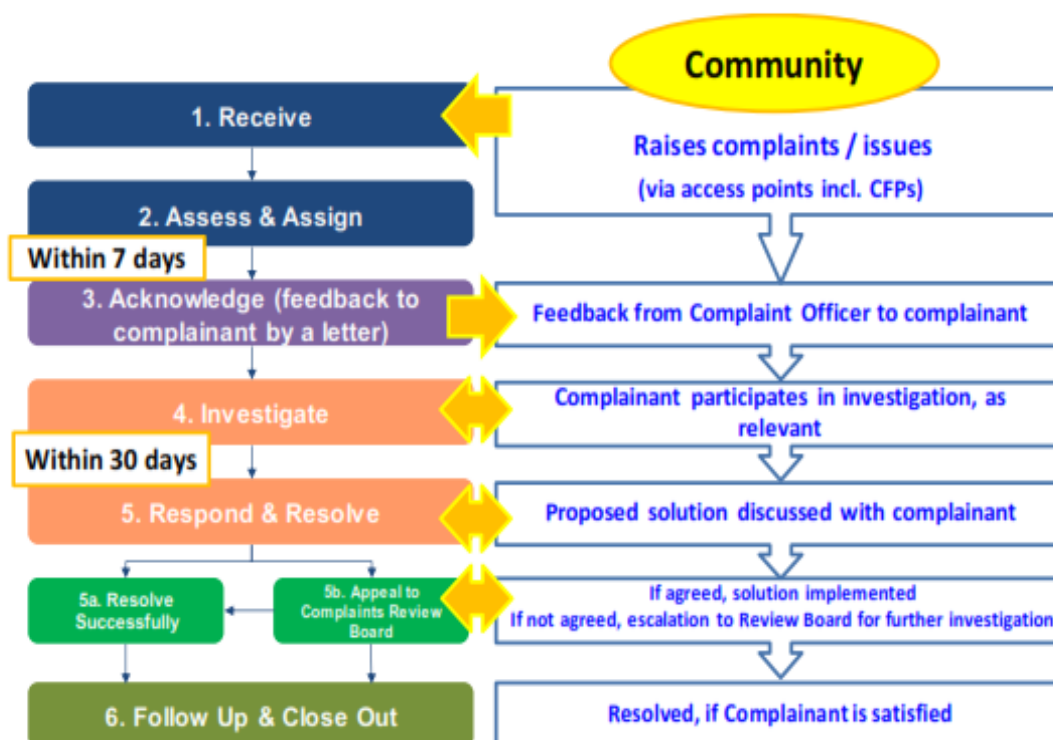 Community
1. Receive
Raises complaints / issues
(via access points incl. CFPs)
2. Assess & Assign
Within 7 days
3. Acknowledge (feedback to
complainant by a letter)
Feedback from Complaint Officer to complainant
4. Investigate
Complainant participates in investigation, as
relevant
Within 30 days
5. Respond & Resolve
Proposed solution discussed with complainant
5a. Resolve
Successfully
5b. Appeal to
Complaints Review
Board
If agreed, solution implemented
If not agreed, escalation to Review Board for further investigation
6. Follow Up & Close Out
Resolved, if Complainant is satisfied